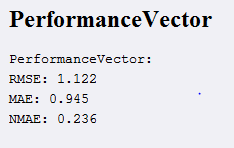 PerformanceVector
PerformanceVector:
RMSE: 1.122
MAE: 0.945
NMAE: 0.236